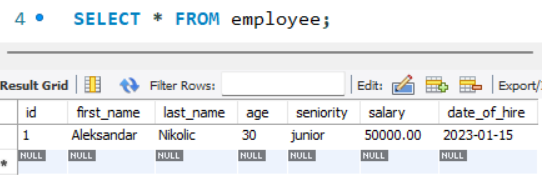 4 SELECT * FROM employee;
Result Grid Filter Rows: Edit: Export/
id first_name last_name age seniority salary date_of_hire
1 Aleksandar Nikolic 30 junior 50000.00 2023-01-15
* NULL NULL NULL NULL NULL NULL NULL